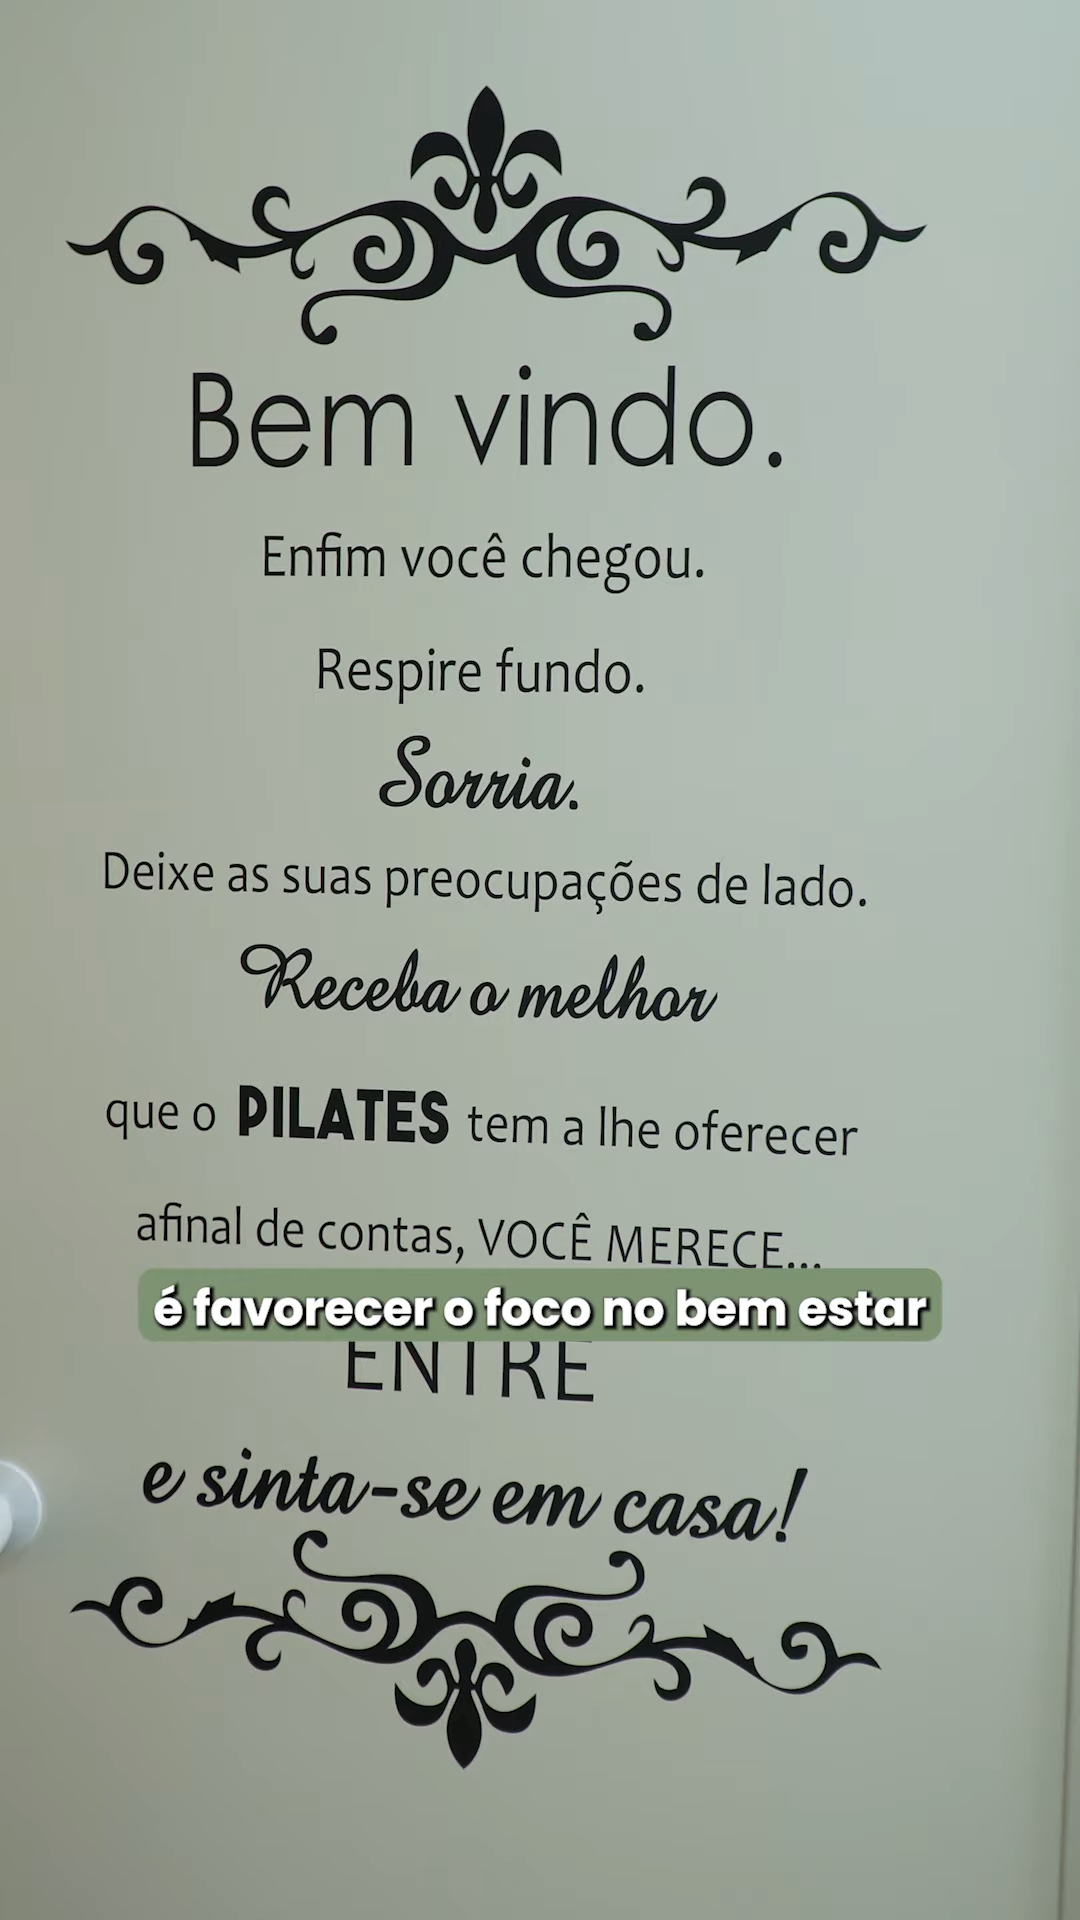 Bem vindo.
Enfim você chegou.
Respire fundo.
Sorria.
Deixe as suas preocupações de lado.
Receba o melhor
que o PILATES tem a lhe oferecer
afinal de contas, VOCÊ MERECE...
é favorecer o foco no bem estar
ENTRE
e sinta-se em casa!